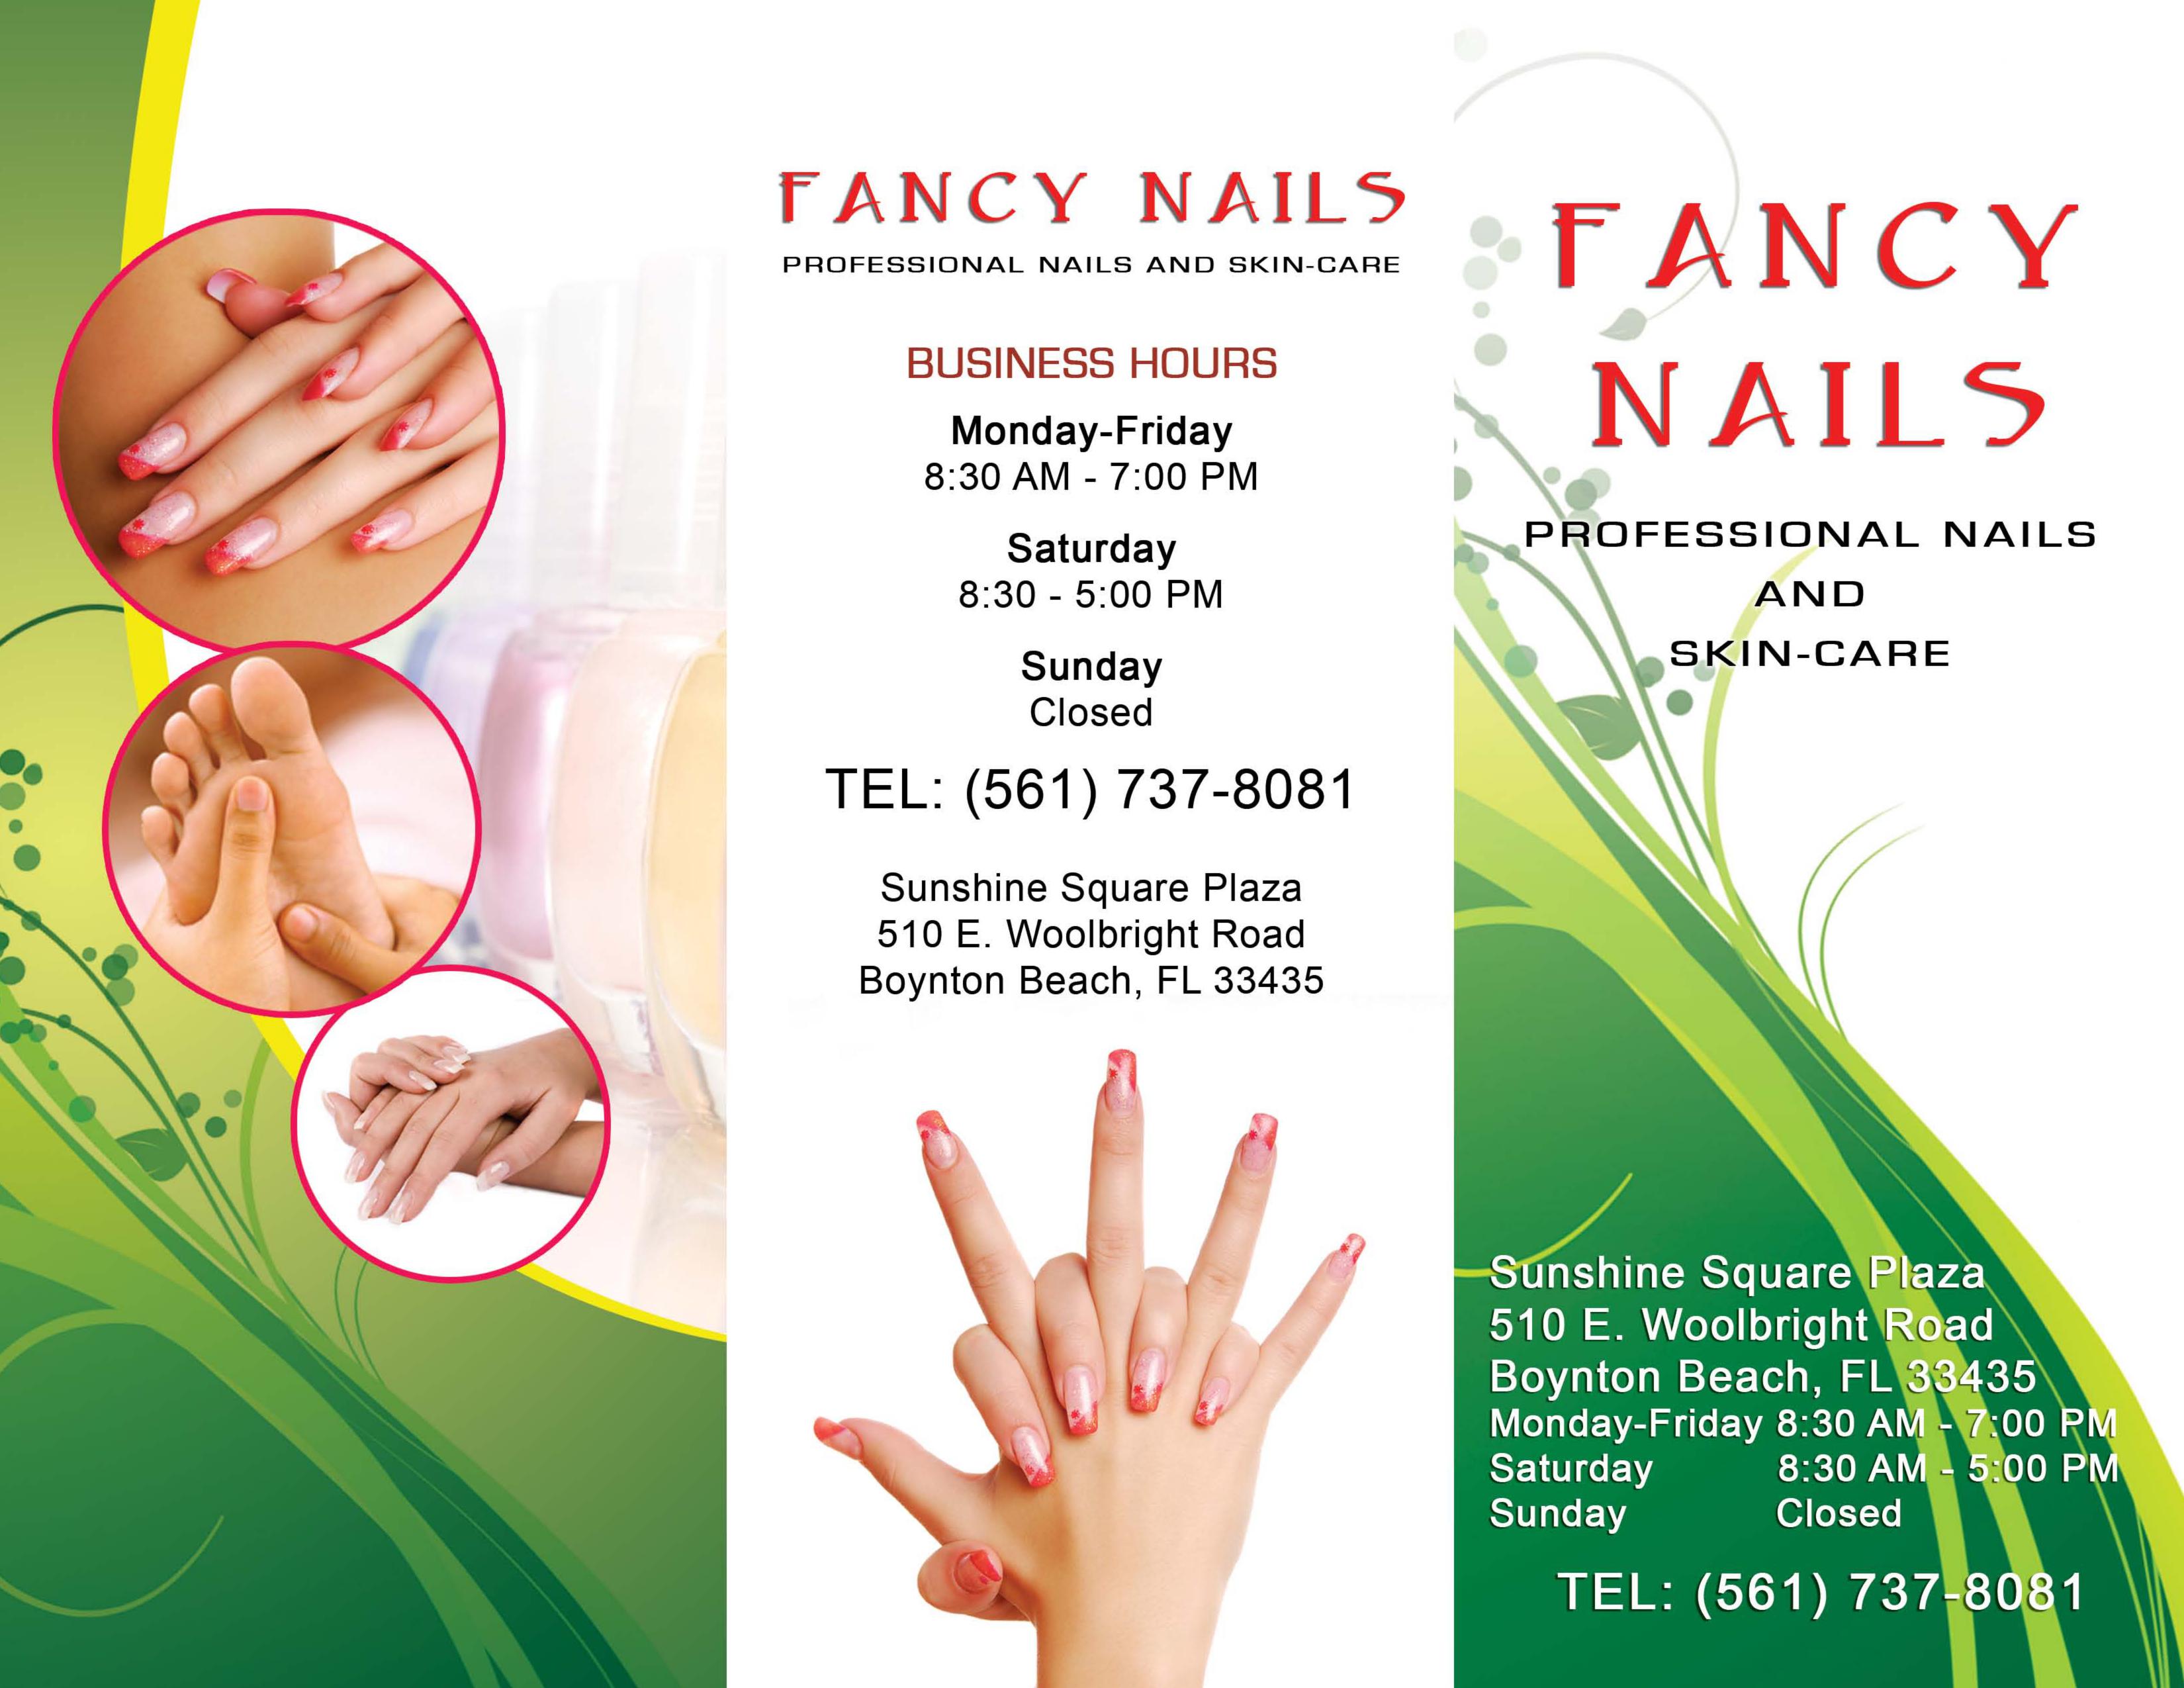 FANCY NAILS
PROFESSIONAL NAILS AND SKIN-CARE
BUSINESS HOURS
Monday-Friday
8:30 AM - 7:00 PM
Saturday
8:30 - 5:00 PM
Sunday
Closed
TEL: (561) 737-8081
Sunshine Square Plaza
510 E. Woolbright Road
Boynton Beach, FL 33435
FANCY
NAILS
PROFESSIONAL NAILS
AND
SKIN-CARE
Sunshine Square Plaza
510 E. Woolbright Road
Boynton Beach, FL 33435
Monday-Friday 8:30 AM - 7:00 PM
Saturday 8:30 AM - 5:00 PM
Sunday Closed
TEL: (561) 737-8081